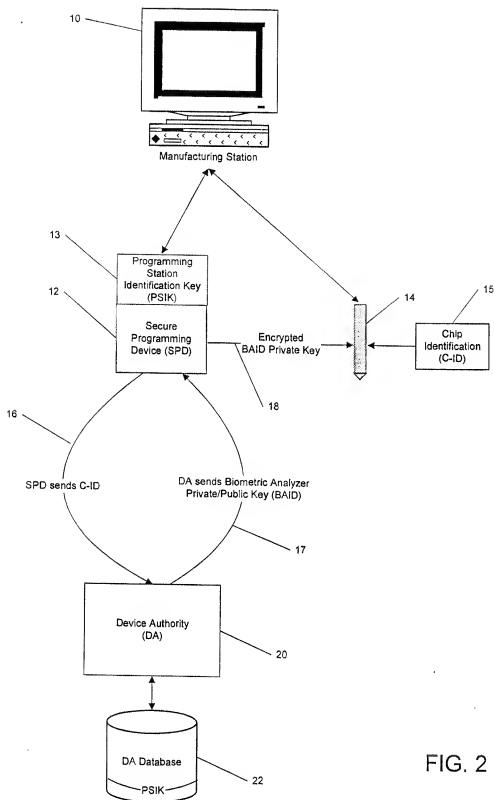 10
Manufacturing Station
13
Programming
Station
Identification Key
(PSIK)
12
Secure
Programming
Device (SPD)
Encrypted
BAID Private Key
14
15
Chip
Identification
(C-ID)
18
16
SPD sends C-ID
DA sends Biometric Analyzer
Private/Public Key (BAID)
17
Device Authority
(DA)
20
DA Database
PSIK
22
FIG. 2